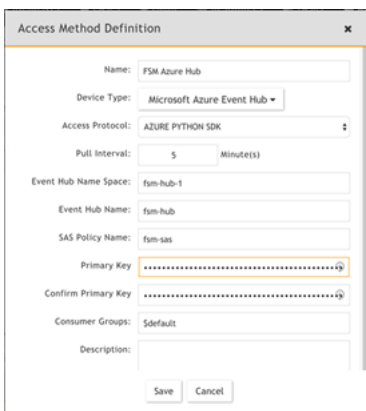 Access Method Definition ×
Name: FSM Azure Hub
Device Type: Microsoft Azure Event Hub
Access Protocol: AZURE PYTHON SDK
Pull Interval: 5 Minute(s)
Event Hub Name Space: fsm-hub-1
Event Hub Name: fsm-hub
SAS Policy Name: fsm-sas
Primary Key
Confirm Primary Key
Consumer Groups: $default
Description:
Save Cancel